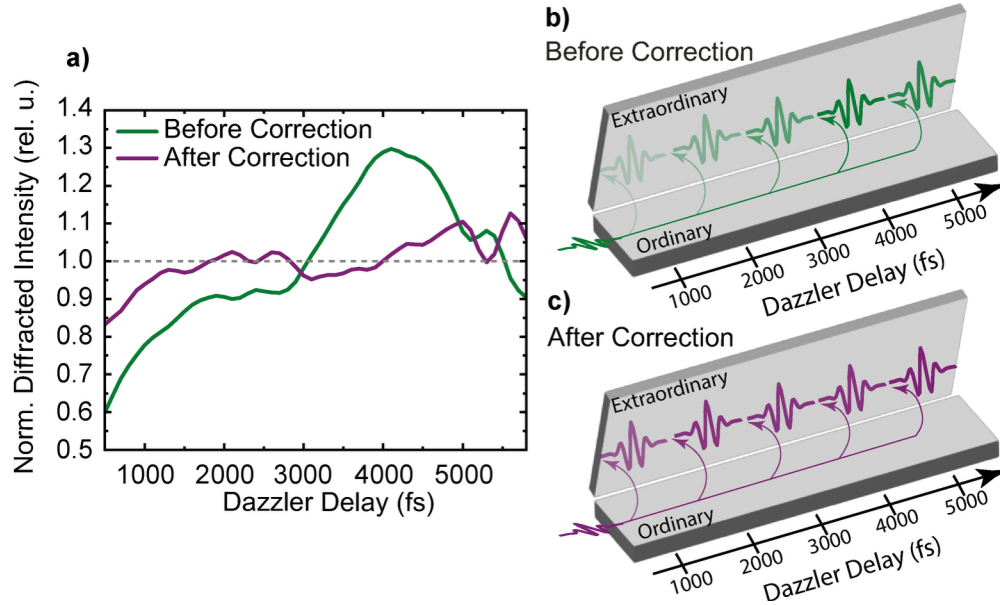 a)
Norm. Diffracted Intensity (rel. u.)
1.4
1.3
1.2
1.1
1.0
0.9
0.8
0.7
0.6
0.5
Before Correction
After Correction
1000 2000 3000 4000 5000
Dazzler Delay (fs)
b)
Before Correction
Extraordinary
Ordinary
1000 2000 3000 4000 5000
Dazzler Delay (fs)
c)
After Correction
Extraordinary
Ordinary
1000 2000 3000 4000 5000
Dazzler Delay (fs)